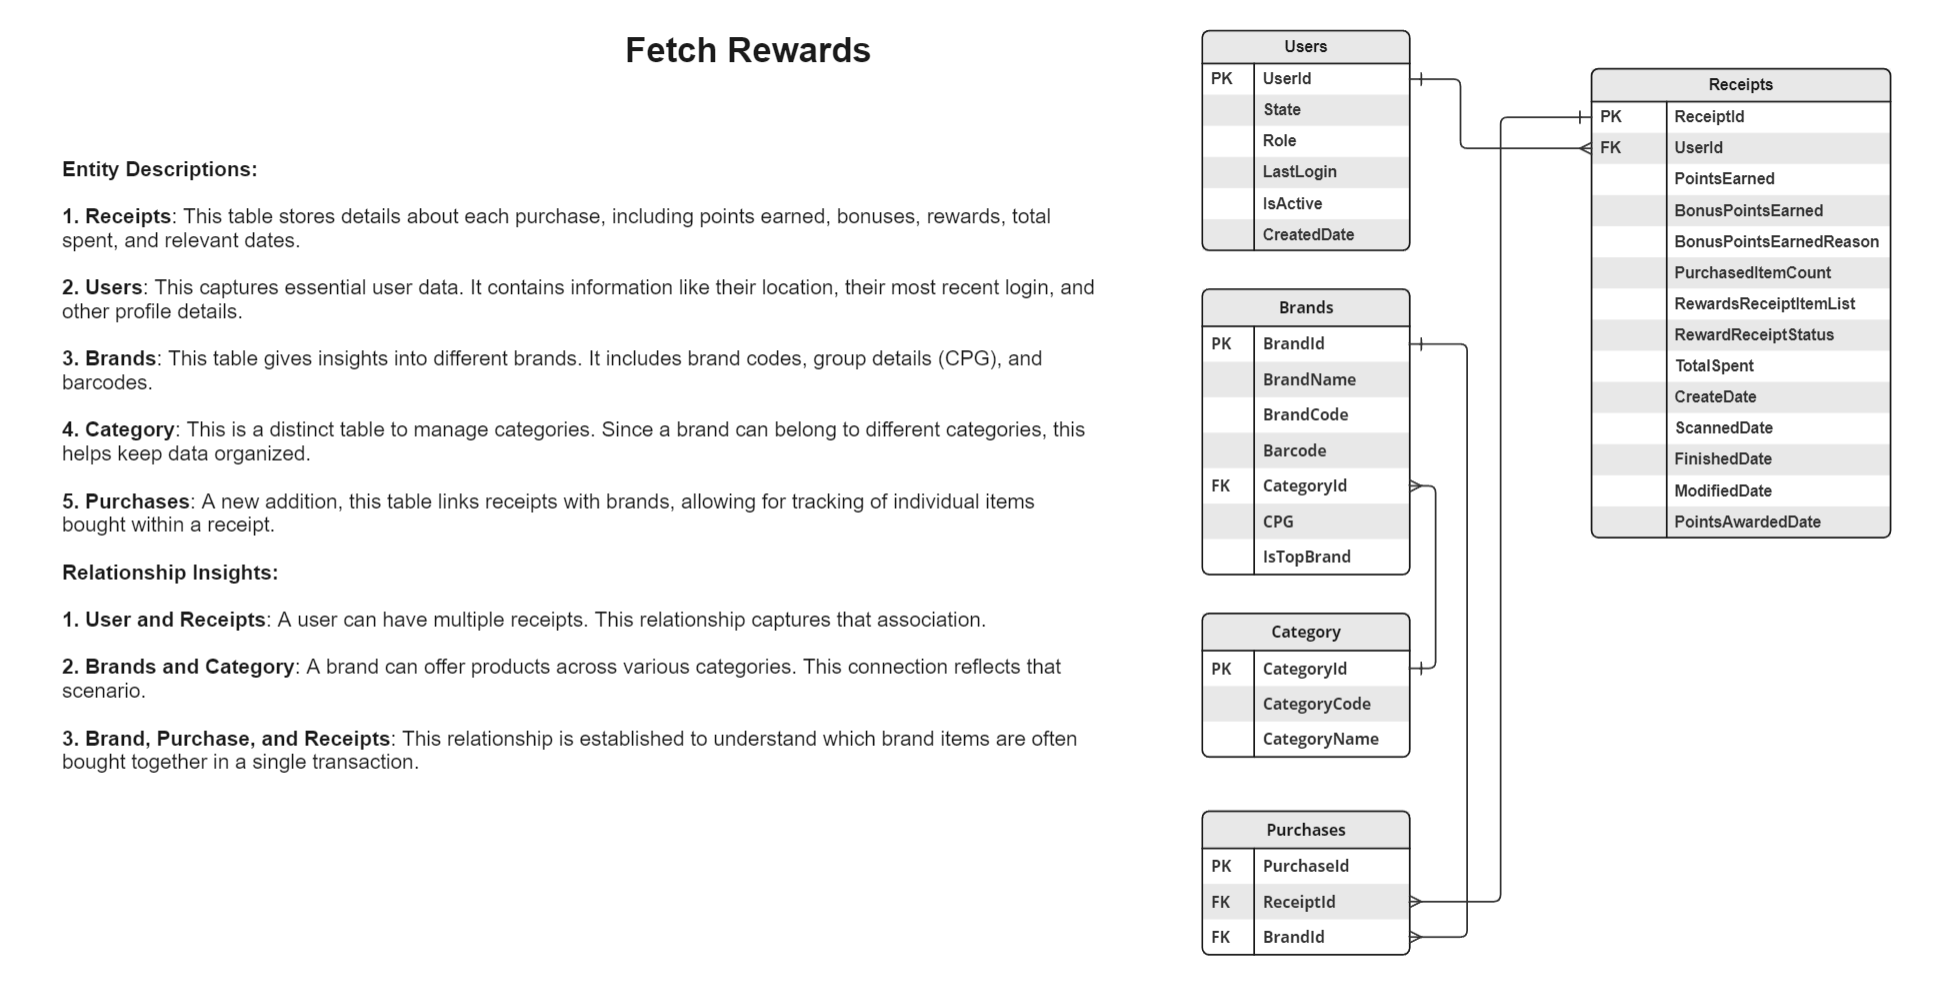 Fetch Rewards
Entity Descriptions:
1. Receipts: This table stores details about each purchase, including points earned, bonuses, rewards, total
spent, and relevant dates.
2. Users: This captures essential user data. It contains information like their location, their most recent login, and
other profile details.
3. Brands: This table gives insights into different brands. It includes brand codes, group details (CPG), and
barcodes.
4. Category: This is a distinct table to manage categories. Since a brand can belong to different categories, this
helps keep data organized.
5. Purchases: A new addition, this table links receipts with brands, allowing for tracking of individual items
bought within a receipt.
Relationship Insights:
1. User and Receipts: A user can have multiple receipts. This relationship captures that association.
2. Brands and Category: A brand can offer products across various categories. This connection reflects that
scenario.
3. Brand, Purchase, and Receipts: This relationship is established to understand which brand items are often
bought together in a single transaction.
Users
PK UserId
State
Role
LastLogin
IsActive
CreatedDate
Brands
PK BrandId
BrandName
BrandCode
Barcode
FK CategoryId
CPG
IsTopBrand
Category
PK CategoryId
CategoryCode
CategoryName
Purchases
PK PurchaseId
FK ReceiptId
FK BrandId
Receipts
PK ReceiptId
FK UserId
PointsEarned
BonusPointsEarned
BonusPointsEarnedReason
PurchasedItemCount
RewardsReceiptItemList
RewardReceiptStatus
TotalSpent
CreateDate
ScannedDate
FinishedDate
ModifiedDate
PointsAwardedDate